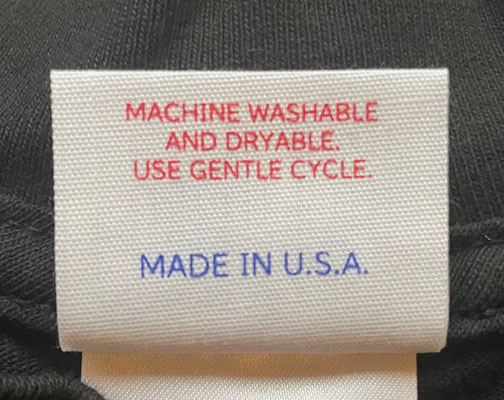 MACHINE WASHABLE
AND DRYABLE.
USE GENTLE CYCLE.
MADE IN U.S.A.